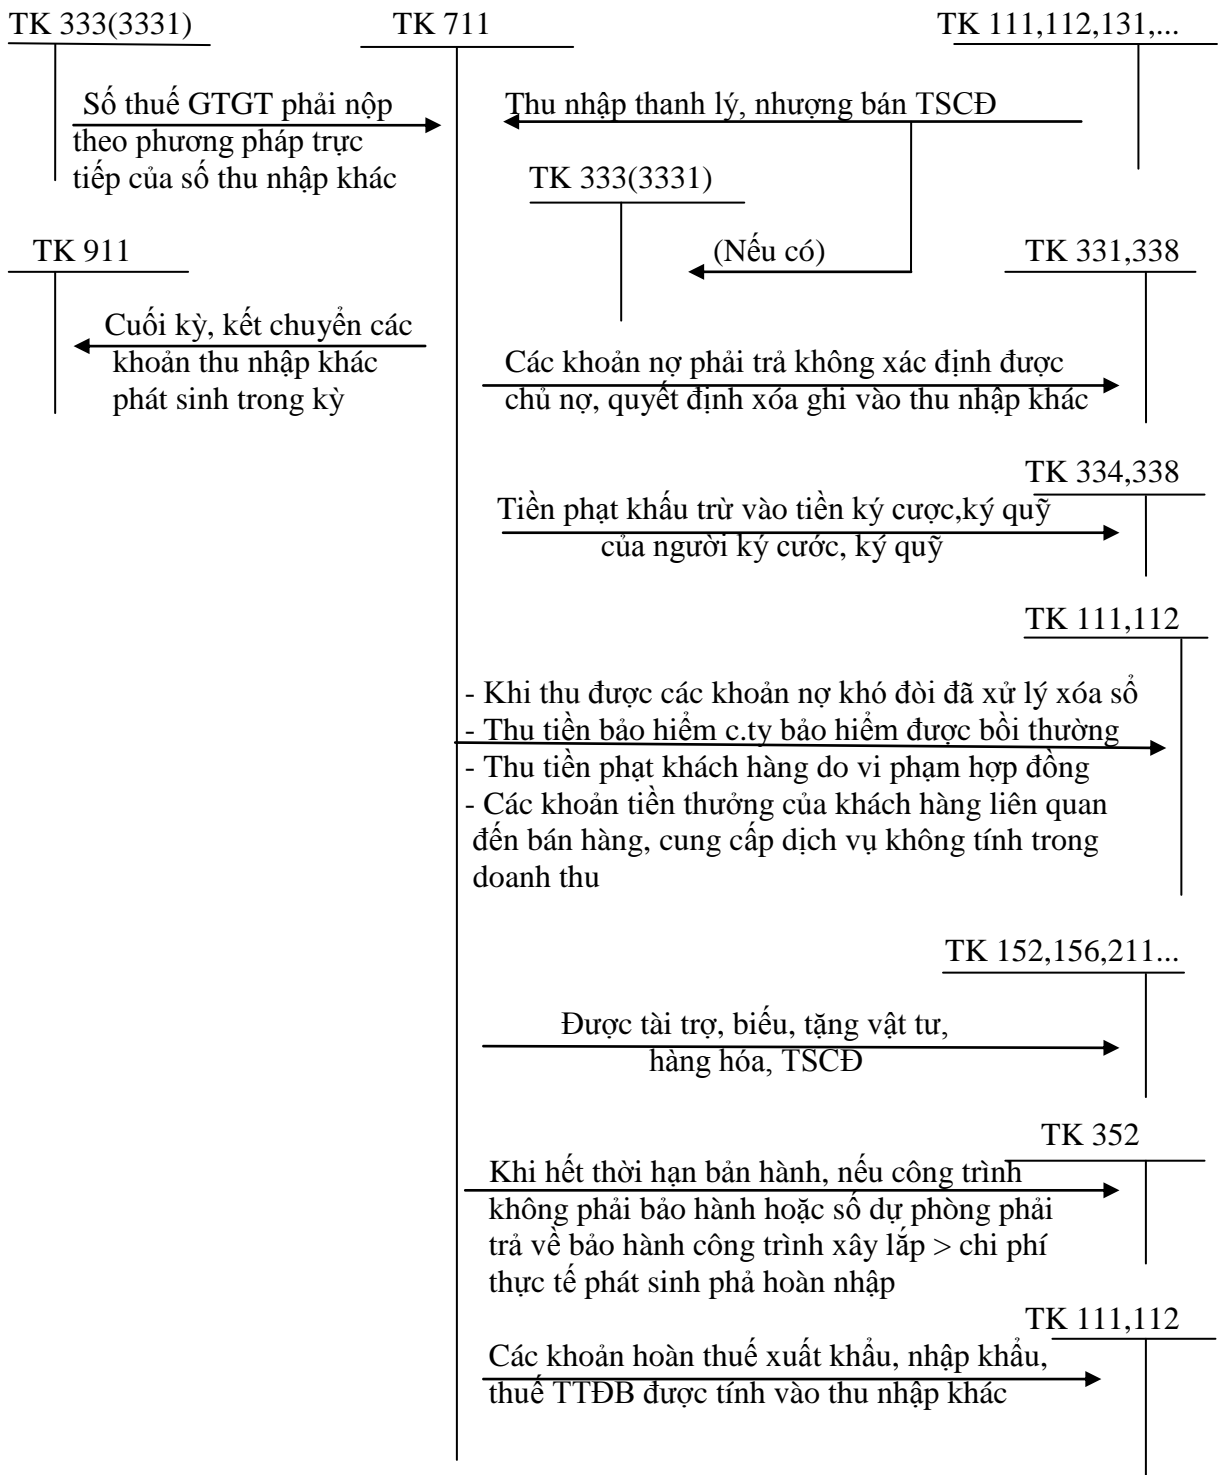 TK 333(3331)
TK 711
TK 111,112,131,...
Số thuế GTGT phải nộp
theo phương pháp trực
tiếp của số thu nhập khác
Thu nhập thanh lý, nhượng bán TSCĐ
TK 333(3331)
(Nếu có)
TK 911
Cuối kỳ, kết chuyển các
khoản thu nhập khác
phát sinh trong kỳ
TK 331,338
Các khoản nợ phải trả không xác định được
chủ nợ, quyết định xóa ghi vào thu nhập khác
TK 334,338
Tiền phạt khấu trừ vào tiền ký cược,ký quỹ
của người ký cước, ký quỹ
TK 111,112
- Khi thu được các khoản nợ khó đòi đã xử lý xóa sổ
- Thu tiền bảo hiểm c.ty bảo hiểm được bồi thường
- Thu tiền phạt khách hàng do vi phạm hợp đồng
- Các khoản tiền thưởng của khách hàng liên quan
đến bán hàng, cung cấp dịch vụ không tính trong
doanh thu
TK 152,156,211...
Được tài trợ, biếu, tặng vật tư,
hàng hóa, TSCĐ
TK 352
Khi hết thời hạn bản hành, nếu công trình
không phải bảo hành hoặc số dự phòng phải
trả về bảo hành công trình xây lắp > chi phí
thực tế phát sinh phả hoàn nhập
TK 111,112
Các khoản hoàn thuế xuất khẩu, nhập khẩu,
thuế TTĐB được tính vào thu nhập khác